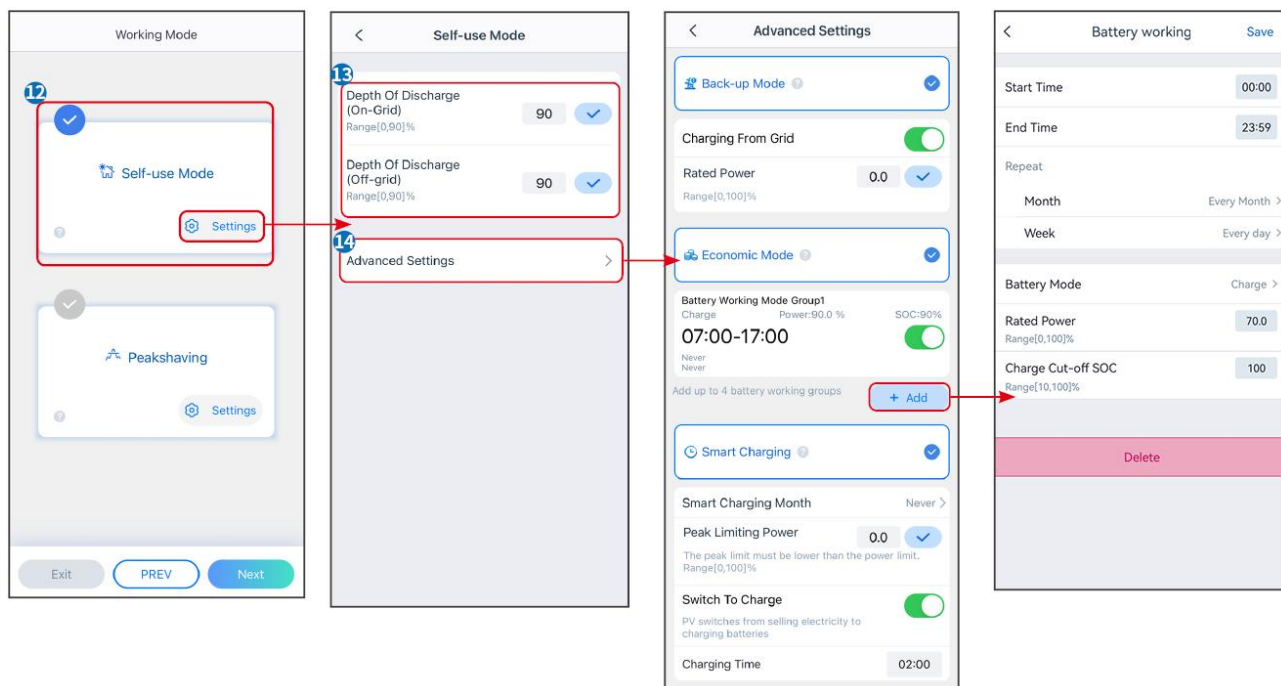 Working Mode
12
Self-use Mode
Settings
Peakshaving
Settings
Exit
PREV
Next
Self-use Mode
13
Depth Of Discharge
(On-Grid)
90
Range[0,90]%
Depth Of Discharge
(Off-grid)
90
Range[0,90]%
14
Advanced Settings
Advanced Settings
Back-up Mode
Charging From Grid
Rated Power
0.0
Range[0,100]%
Economic Mode
Battery Working Mode Group1
Charge Power:90.0 % SOC:90%
07:00-17:00
Never
Never
Add up to 4 battery working groups
+ Add
Smart Charging
Smart Charging Month Never
Peak Limiting Power
0.0
The peak limit must be lower than the power limit.
Range[0,100]%
Switch To Charge
PV switches from selling electricity to
charging batteries
Charging Time 02:00
Battery working Save
Start Time 00:00
End Time 23:59
Repeat
Month Every Month
Week Every day
Battery Mode Charge
Rated Power 70.0
Range[0,100]%
Charge Cut-off SOC 100
Range[10,100]%
Delete